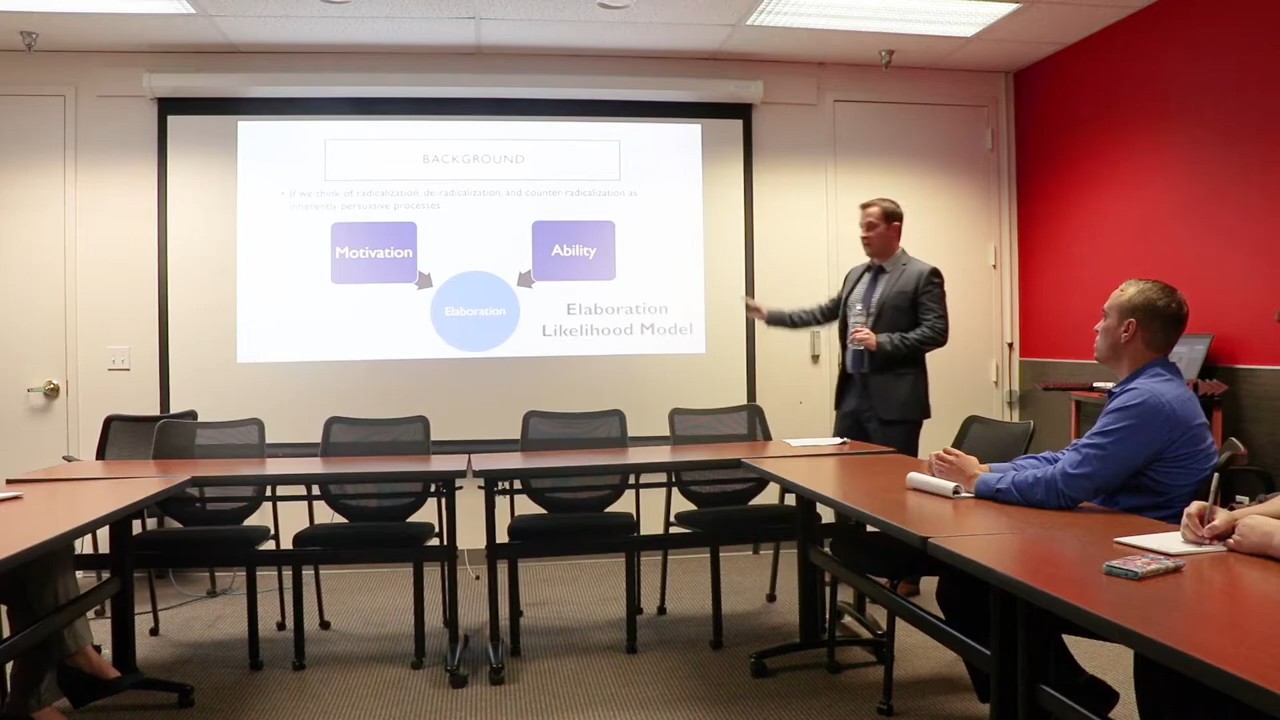 BACKGROUND
• If we think of radicalization, de-radicalization, and counter-radicalization as
inherently persuasive processes
Motivation
Ability
Elaboration
Elaboration
Likelihood Model